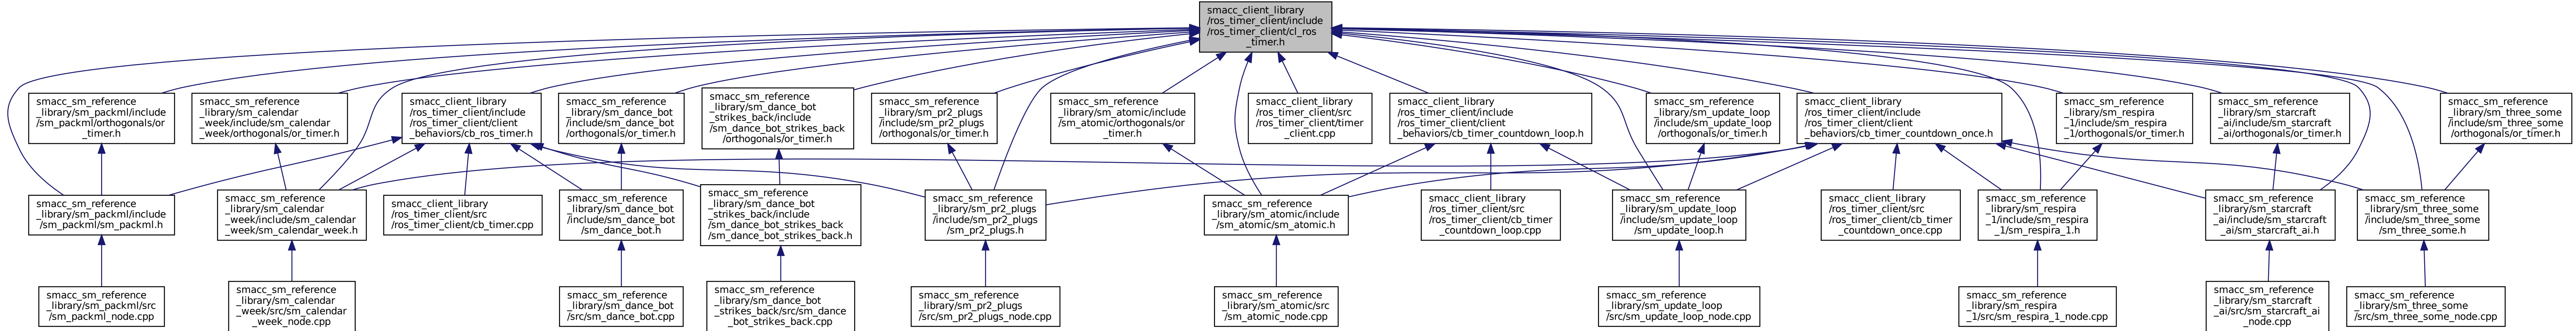 smacc_client_library
/ros_timer_client/include
/ros_timer_client/cl_ros
_timer.h
smacc_sm_reference
_library/sm_packml/include
/sm_packml/orthogonals/or
_timer.h
smacc_sm_reference
_library/sm_calendar
_week/include/sm_calendar
_week/orthogonals/or_timer.h
smacc_client_library
/ros_timer_client/include
/ros_timer_client/client
_behaviors/cb_ros_timer.h
smacc_sm_reference
_library/sm_dance_bot
/include/sm_dance_bot
/orthogonals/or_timer.h
smacc_sm_reference
_library/sm_dance_bot
_strikes_back/include
/sm_dance_bot_strikes_back
/orthogonals/or_timer.h
smacc_sm_reference
_library/sm_pr2_plugs
/include/sm_pr2_plugs
/orthogonals/or_timer.h
smacc_sm_reference
_library/sm_atomic/include
/sm_atomic/orthogonals/or
_timer.h
smacc_client_library
/ros_timer_client/src
/ros_timer_client/timer
_client.cpp
smacc_client_library
/ros_timer_client/include
/ros_timer_client/client
_behaviors/cb_timer_countdown_loop.h
smacc_sm_reference
_library/sm_update_loop
/include/sm_update_loop
/orthogonals/or_timer.h
smacc_client_library
/ros_timer_client/include
/ros_timer_client/client
_behaviors/cb_timer_countdown_once.h
smacc_sm_reference
_library/sm_respira
_1/include/sm_respira
_1/orthogonals/or_timer.h
smacc_sm_reference
_library/sm_starcraft
_ai/include/sm_starcraft
_ai/orthogonals/or_timer.h
smacc_sm_reference
_library/sm_three_some
/include/sm_three_some
/orthogonals/or_timer.h
smacc_sm_reference
_library/sm_packml/include
/sm_packml/sm_packml.h
smacc_sm_reference
_library/sm_calendar
_week/include/sm_calendar
_week/sm_calendar_week.h
smacc_client_library
/ros_timer_client/src
/ros_timer_client/cb_timer.cpp
smacc_sm_reference
_library/sm_dance_bot
/include/sm_dance_bot
/sm_dance_bot.h
smacc_sm_reference
_library/sm_dance_bot
_strikes_back/include
/sm_dance_bot_strikes_back
/sm_dance_bot_strikes_back.h
smacc_sm_reference
_library/sm_pr2_plugs
/include/sm_pr2_plugs
/sm_pr2_plugs.h
smacc_sm_reference
_library/sm_atomic/include
/sm_atomic/sm_atomic.h
smacc_client_library
/ros_timer_client/src
/ros_timer_client/cb_timer
_countdown_loop.cpp
smacc_sm_reference
_library/sm_update_loop
/include/sm_update_loop
/sm_update_loop.h
smacc_client_library
/ros_timer_client/src
/ros_timer_client/cb_timer
_countdown_once.cpp
smacc_sm_reference
_library/sm_respira
_1/include/sm_respira
_1/sm_respira_1.h
smacc_sm_reference
_library/sm_starcraft
_ai/include/sm_starcraft
_ai/sm_starcraft_ai.h
smacc_sm_reference
_library/sm_three_some
/include/sm_three_some
/sm_three_some.h
smacc_sm_reference
_library/sm_packml/src
/sm_packml_node.cpp
smacc_sm_reference
_library/sm_calendar
_week/src/sm_calendar
_week_node.cpp
smacc_sm_reference
_library/sm_dance_bot
/src/sm_dance_bot.cpp
smacc_sm_reference
_library/sm_dance_bot
_strikes_back/src/sm_dance
_bot_strikes_back.cpp
smacc_sm_reference
_library/sm_pr2_plugs
/src/sm_pr2_plugs_node.cpp
smacc_sm_reference
_library/sm_atomic/src
/sm_atomic_node.cpp
smacc_sm_reference
_library/sm_update_loop
/src/sm_update_loop_node.cpp
smacc_sm_reference
_library/sm_respira
_1/src/sm_respira_1_node.cpp
smacc_sm_reference
_library/sm_starcraft
_ai/src/sm_starcraft_ai
_node.cpp
smacc_sm_reference
_library/sm_three_some
/src/sm_three_some_node.cpp